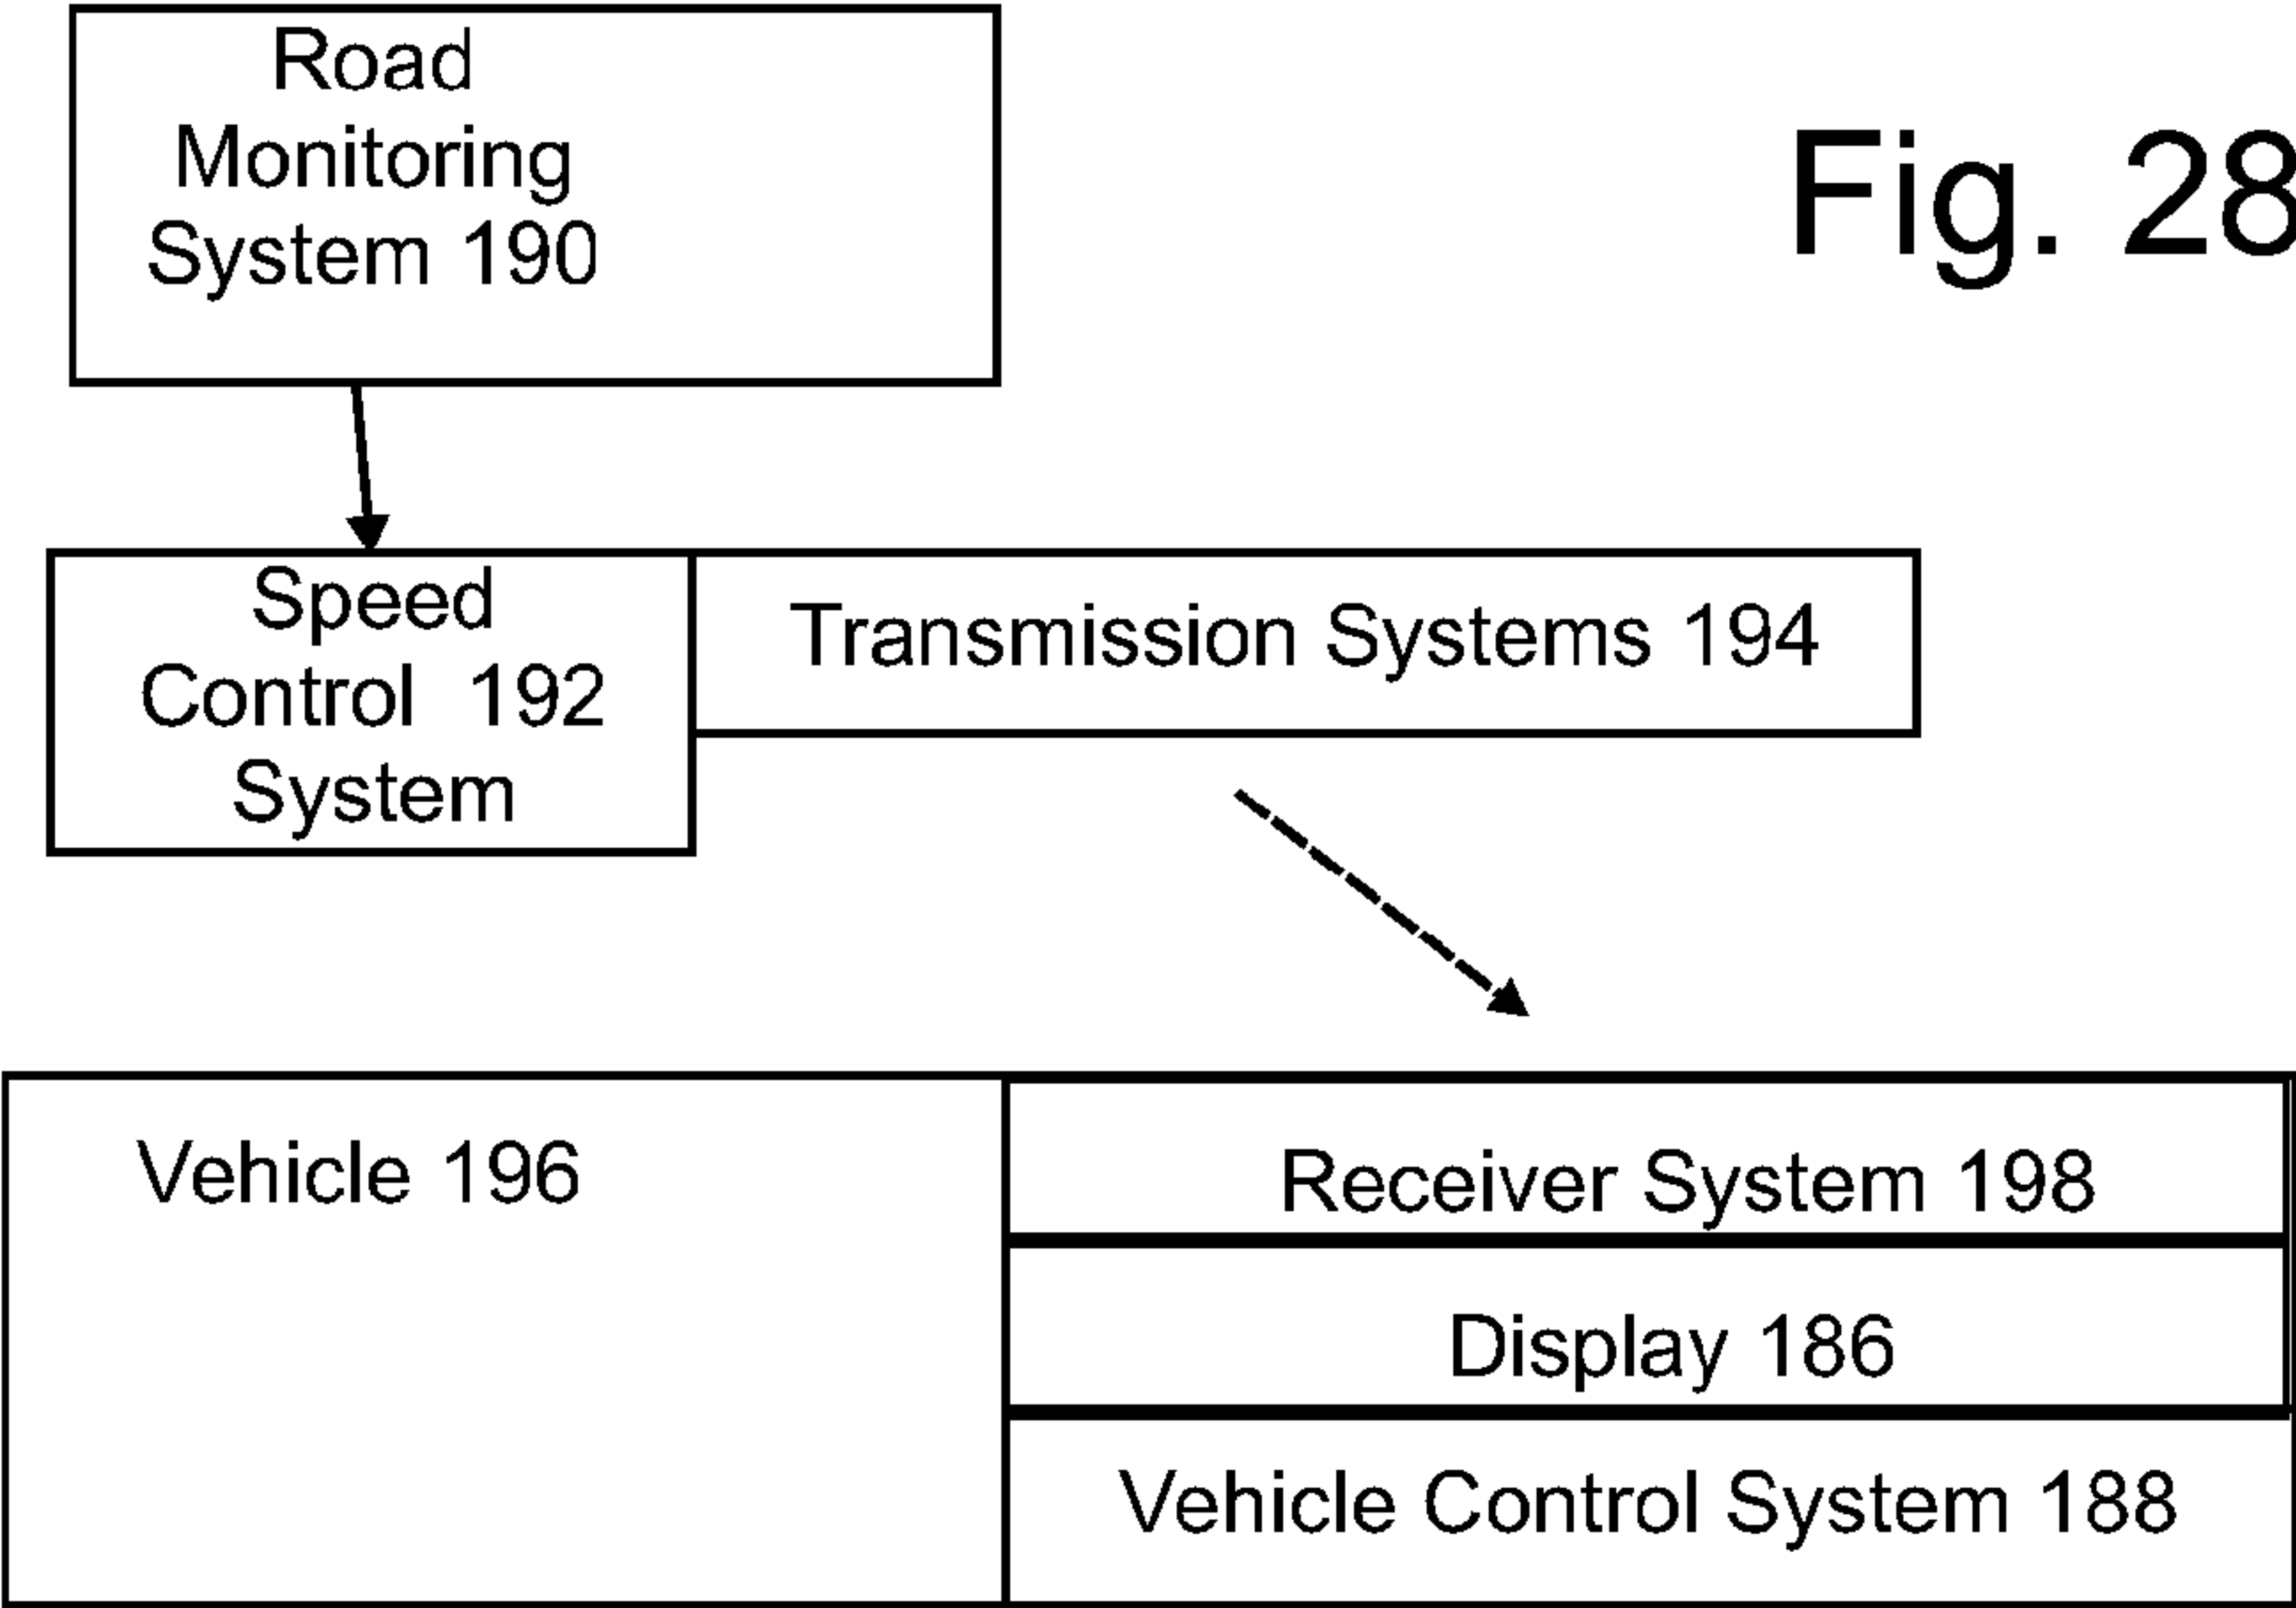 Road
Monitoring
System 190
Fig. 28
Speed
Control 192
System
Transmission Systems 194
Vehicle 196
Receiver System 198
Display 186
Vehicle Control System 188